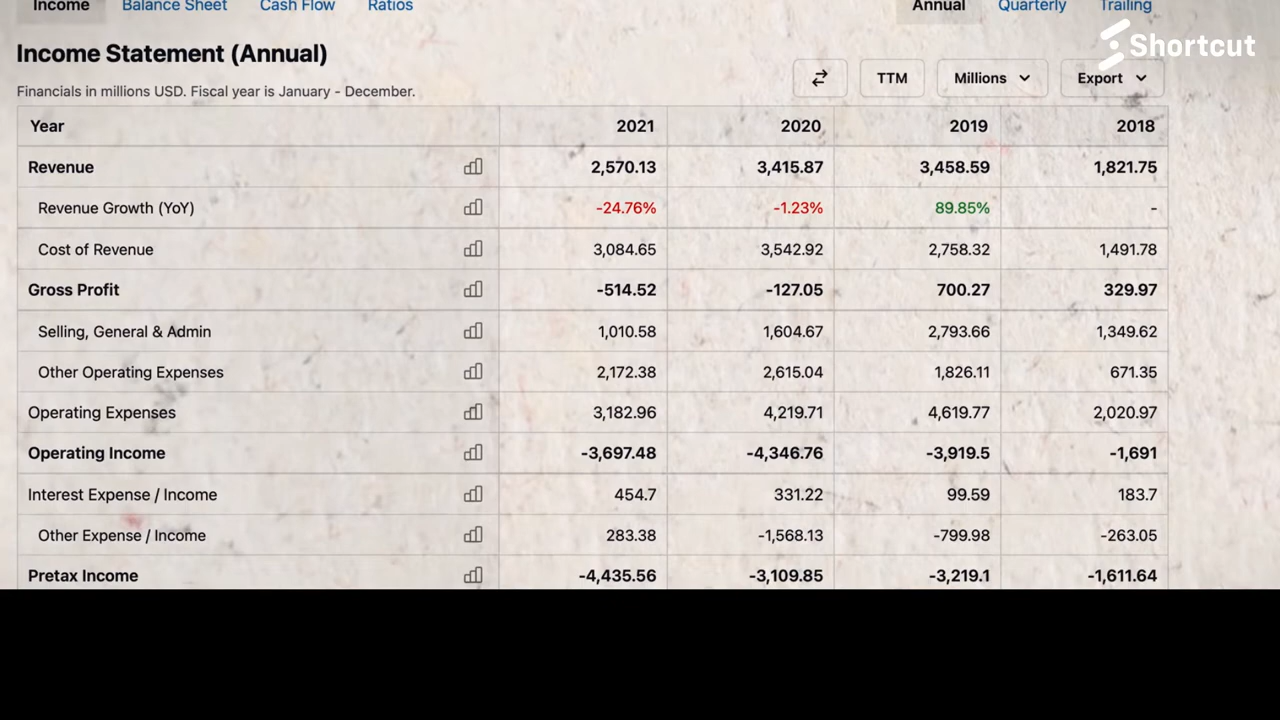 Income Balance Sheet Cash Flow Ratios Annual Quarterly Trailing
Shortcut
Income Statement (Annual)
TTM Millions Export
Financials in millions USD. Fiscal year is January - December.
Year 2021 2020 2019 2018
Revenue 2,570.13 3,415.87 3,458.59 1,821.75
Revenue Growth (YoY) -24.76% -1.23% 89.85% -
Cost of Revenue 3,084.65 3,542.92 2,758.32 1,491.78
Gross Profit -514.52 -127.05 700.27 329.97
Selling, General & Admin 1,010.58 1,604.67 2,793.66 1,349.62
Other Operating Expenses 2,172.38 2,615.04 1,826.11 671.35
Operating Expenses 3,182.96 4,219.71 4,619.77 2,020.97
Operating Income -3,697.48 -4,346.76 -3,919.5 -1,691
Interest Expense / Income 454.7 331.22 99.59 183.7
Other Expense / Income 283.38 -1,568.13 -799.98 -263.05
Pretax Income -4,435.56 -3,109.85 -3,219.1 -1,611.64